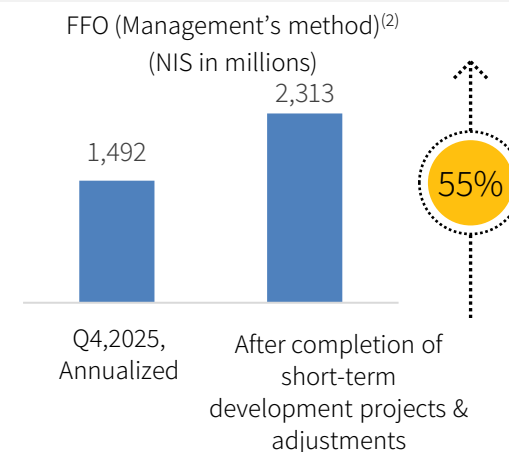 FFO (Management’s method)(2)
(NIS in millions)
2,313
1,492
55%
Q4,2025,
Annualized
After completion of
short-term
development projects &
adjustments